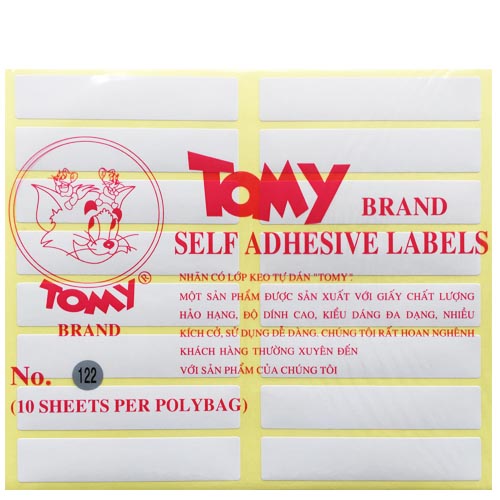 TOMY BRAND
SELF ADHESIVE LABELS
TOMY®
BRAND
NHÃN CÓ LỚP KEO TỰ DÁN "TOMY":
MỘT SẢN PHẨM ĐƯỢC SẢN XUẤT VỚI GIẤY CHẤT LƯỢNG
HẢO HẠNG, ĐỘ DÍNH CAO, KIỂU DÁNG ĐA DẠNG, NHIỀU
KÍCH CỞ, SỬ DỤNG DỄ DÀNG. CHÚNG TÔI RẤT HOAN NGHÊNH
KHÁCH HÀNG THƯỜNG XUYÊN ĐẾN
VỚI SẢN PHẨM CỦA CHÚNG TÔI
No. 122
(10 SHEETS PER POLYBAG)